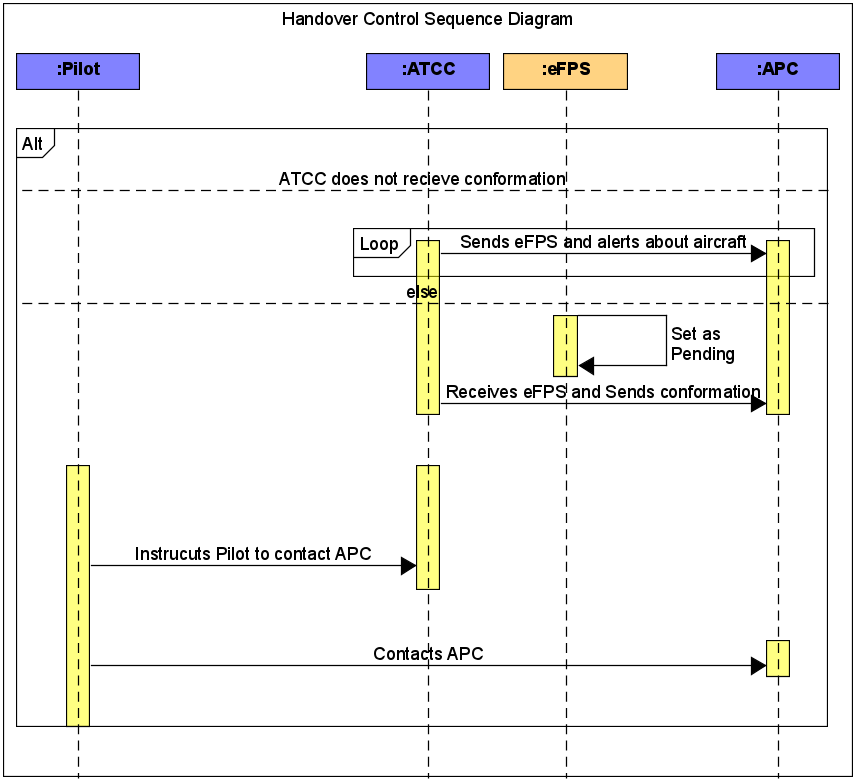 Handover Control Sequence Diagram
:Pilot
:ATCC
:eFPS
:APC
Alt
ATCC does not recieve conformation
Loop
Sends eFPS and alerts about aircraft
else
Set as
Pending
Receives eFPS and Sends conformation
Instrucuts Pilot to contact APC
Contacts APC